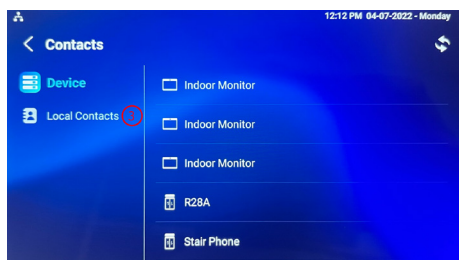 12:12 PM 04-07-2022 - Monday
Contacts
Device
Local Contacts 1
Indoor Monitor
Indoor Monitor
Indoor Monitor
R28A
Stair Phone